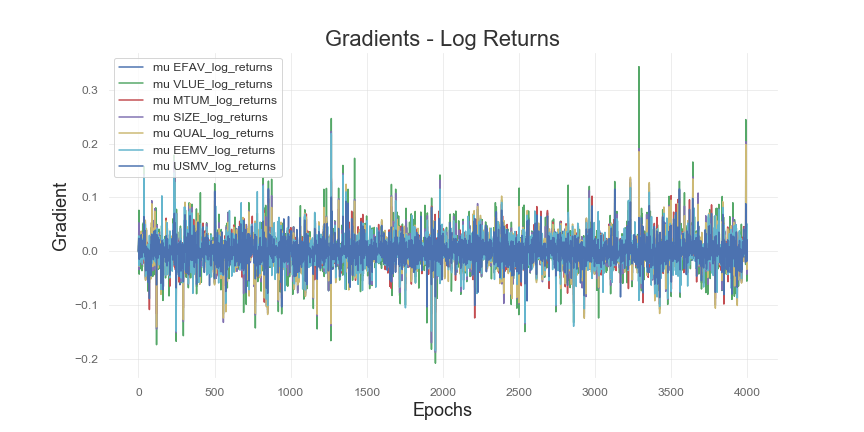 Gradients - Log Returns
mu EFAV_log_returns
mu VLUE_log_returns
mu MTUM_log_returns
mu SIZE_log_returns
mu QUAL_log_returns
mu EEMV_log_returns
mu USMV_log_returns
Gradient
0.3
0.2
0.1
0.0
−0.1
−0.2
0 500 1000 1500 2000 2500 3000 3500 4000
Epochs